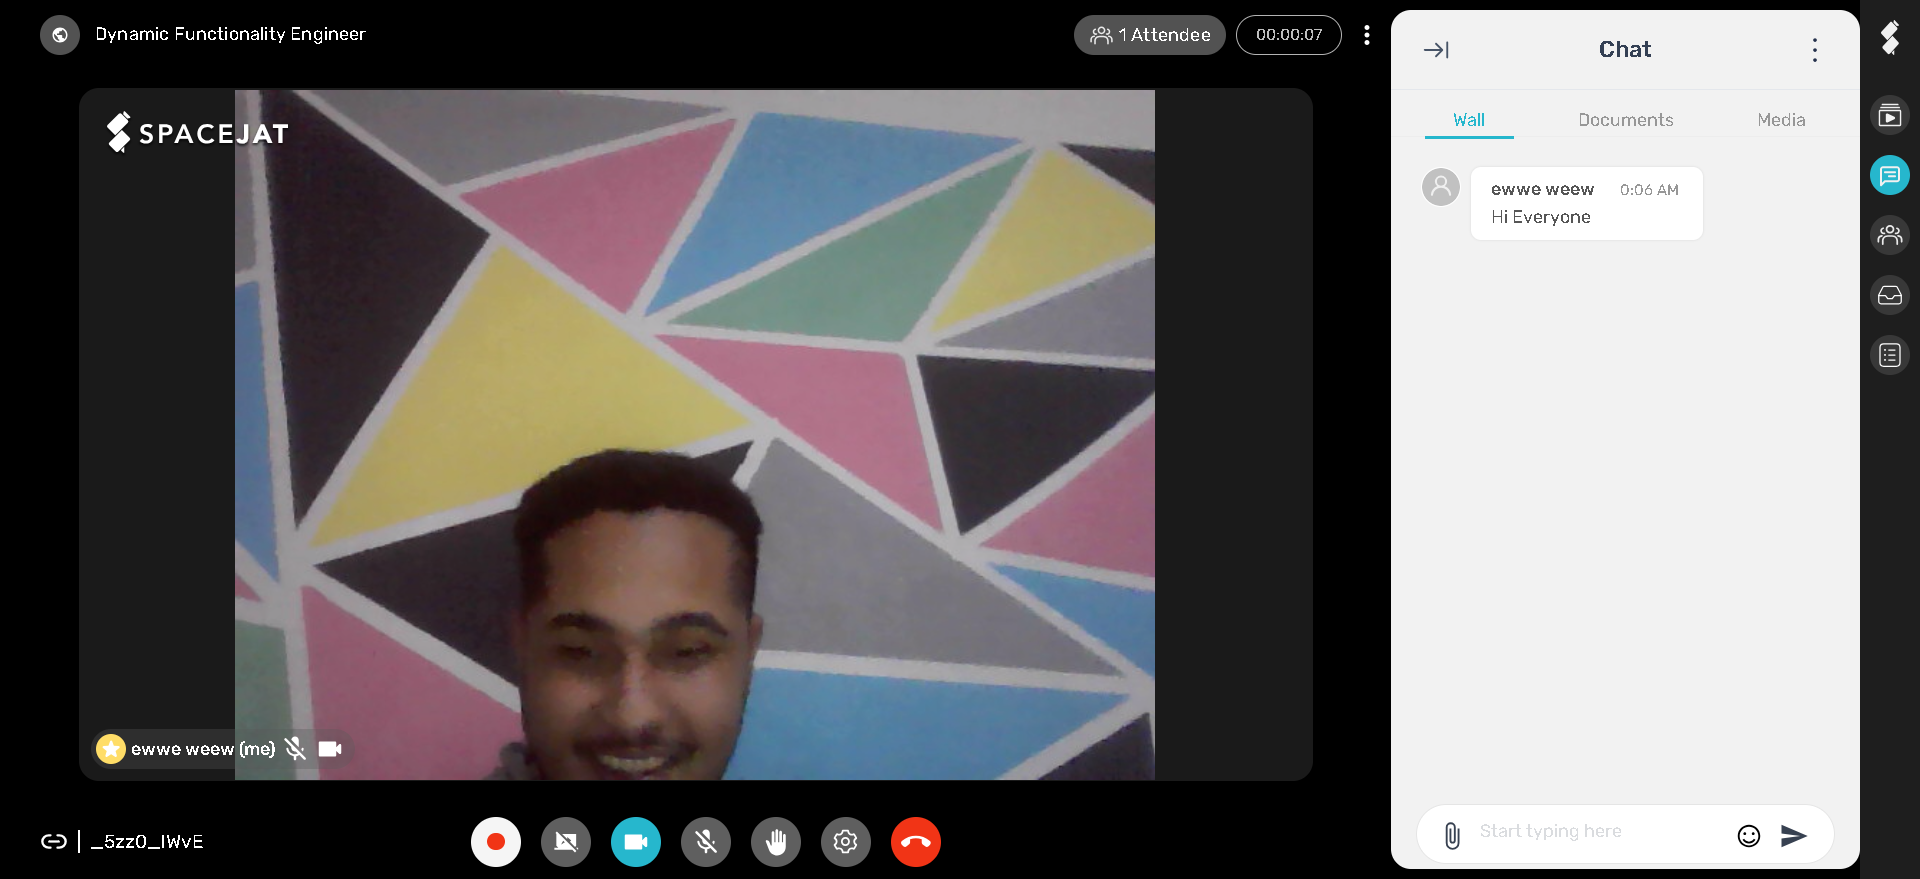 Dynamic Functionality Engineer
1 Attendee
00:00:07
SPACEJAT
ewwe weew (me)
_5zz0_IWvE
Chat
Wall
Documents
Media
ewwe weew 0:06 AM
Hi Everyone
Start typing here